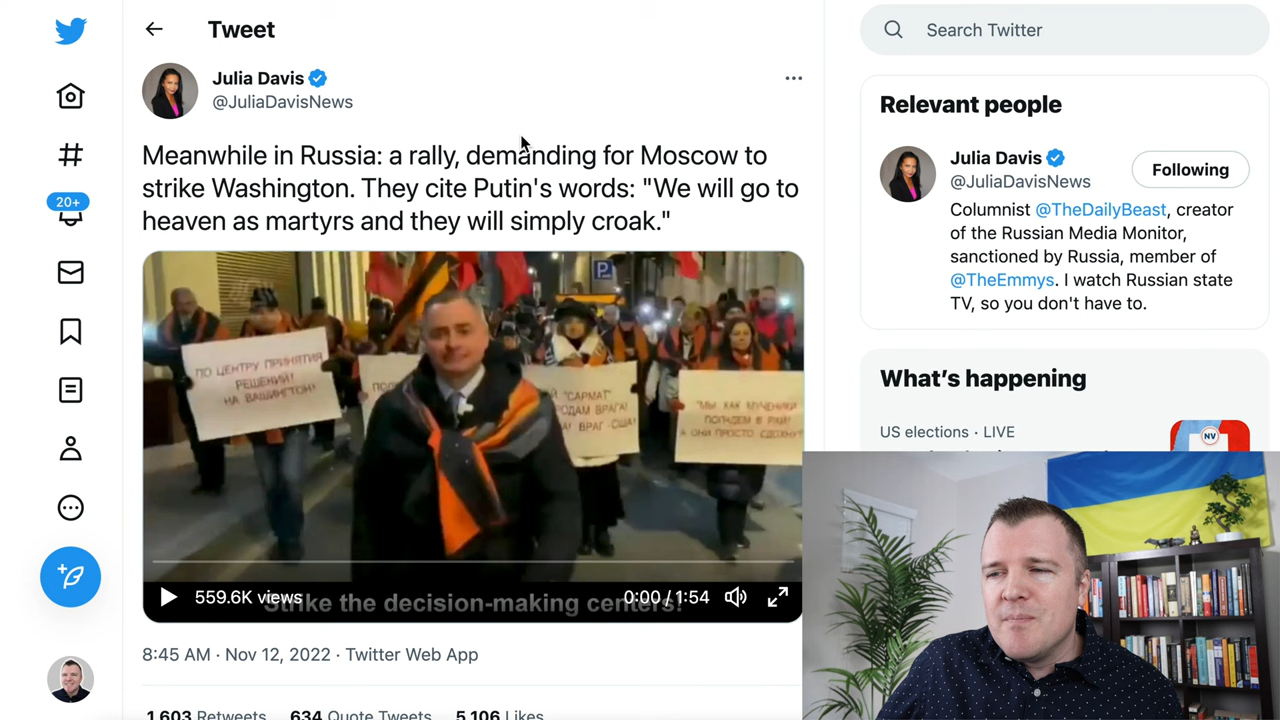 Tweet
Julia Davis
@JuliaDavisNews
Meanwhile in Russia: a rally, demanding for Moscow to
strike Washington. They cite Putin's words: "We will go to
heaven as martyrs and they will simply croak."
P
ПО ЦЕНТРУ ПРИНЯТИЯ
РЕШЕНИЙ!
НА ВАШИНГТОН!
"САРМАТ"
ВРАГА!
ВРАГ - США!
"МЫ КАК МУЧЕНИКИ
ПОПАДЕМ В РАЙ!
А ОНИ ПРОСТО СДОХНУТ
Strike the decision-making centers!
559.6K views
0:00 / 1:54
8:45 AM · Nov 12, 2022 · Twitter Web App
1,603 Retweets 634 Quote Tweets 5,106 Likes
20+
Search Twitter
Relevant people
Julia Davis
@JuliaDavisNews
Following
Columnist @TheDailyBeast, creator
of the Russian Media Monitor,
sanctioned by Russia, member of
@TheEmmys. I watch Russian state
TV, so you don't have to.
What's happening
US elections · LIVE
NV